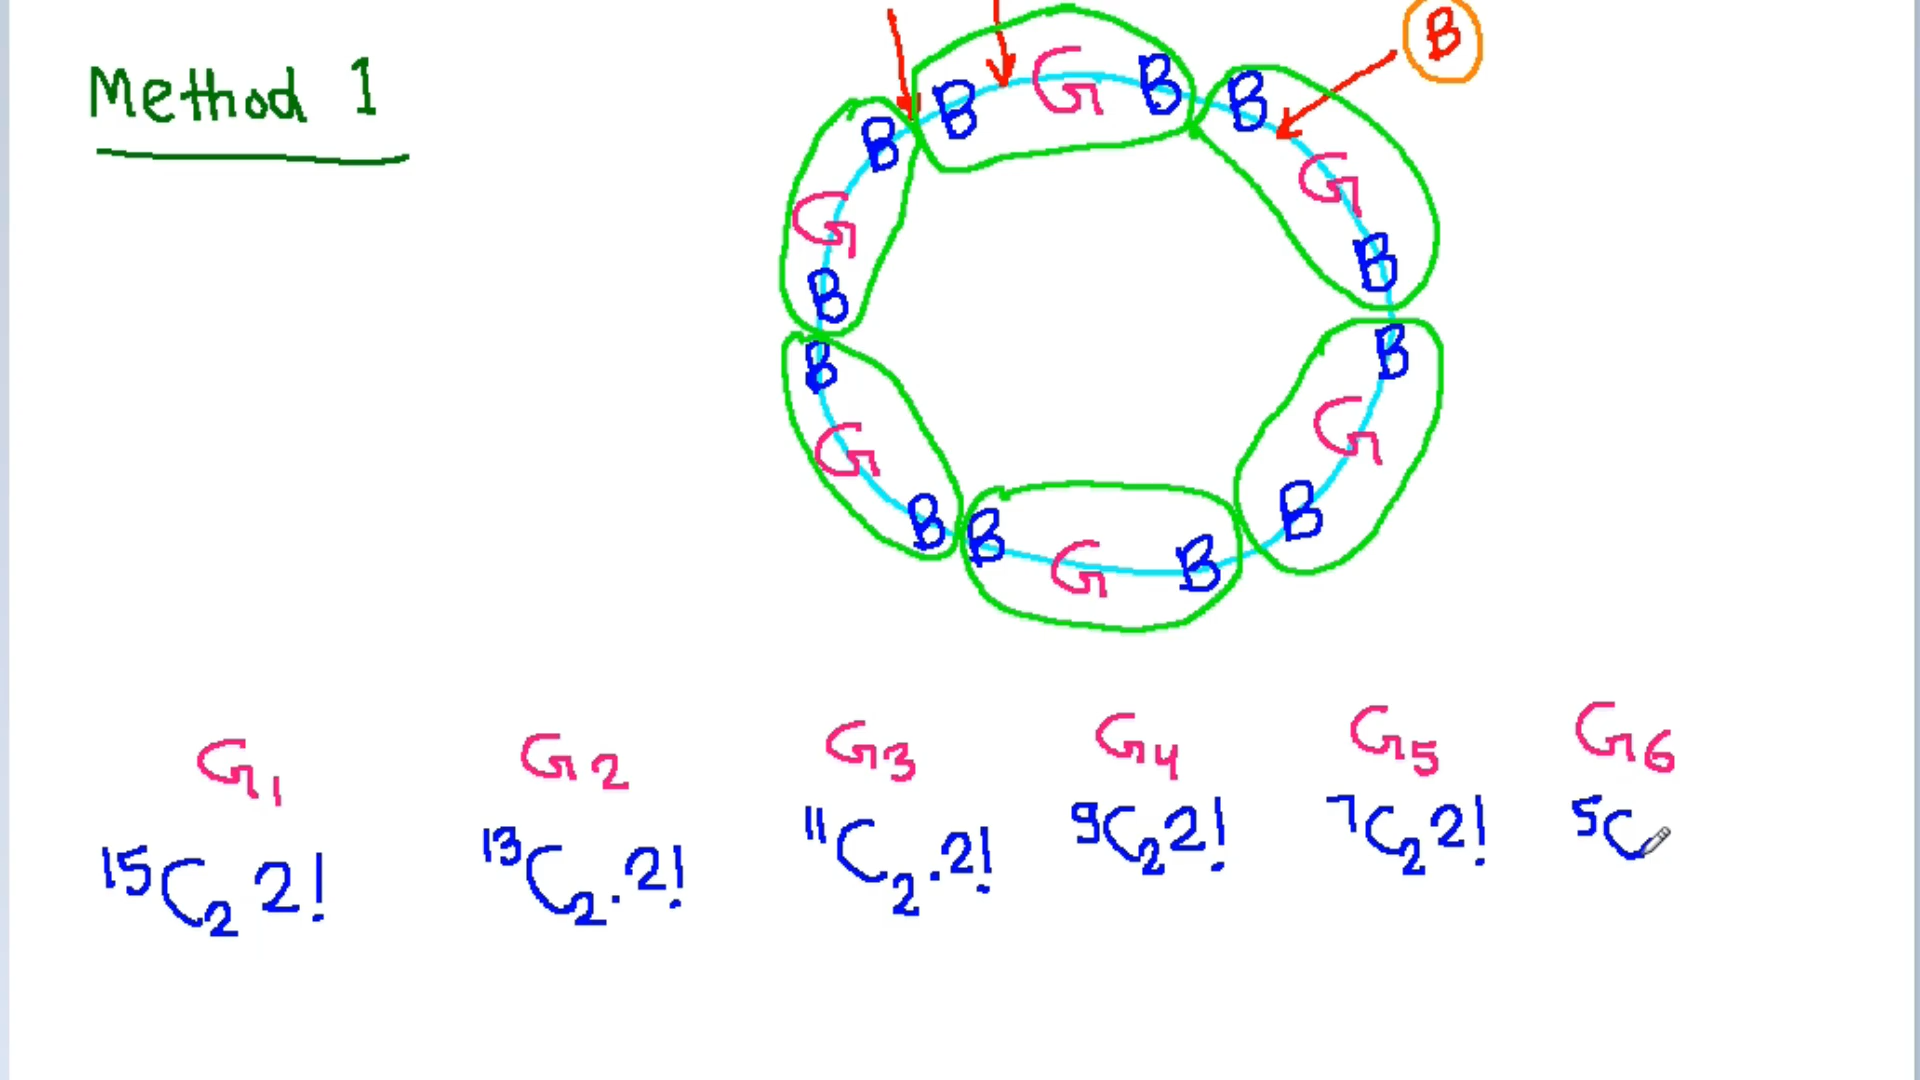 Method 1
B
B G B B
B G
G B
B B
B G
G B
B B G B
G1 G2 G3 G4 G5 G6
¹⁵C₂ 2! ¹³C₂ . 2! ¹¹C₂ . 2! ⁹C₂ 2! ⁷C₂ 2! ⁵C